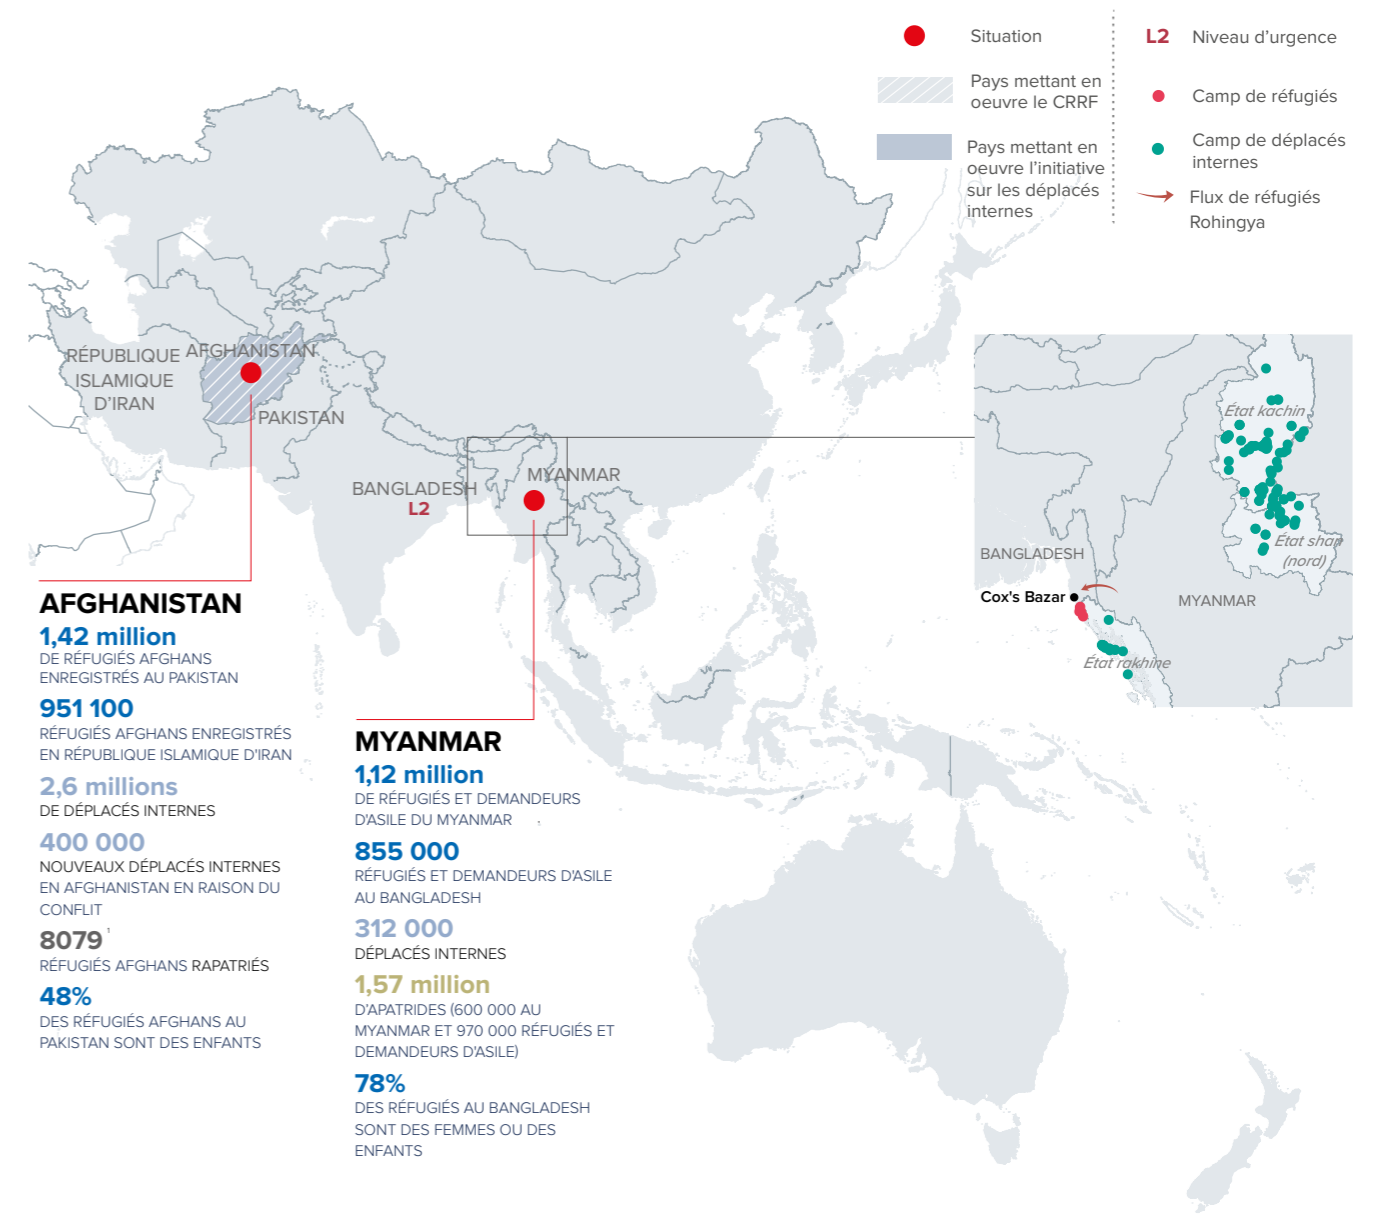 Situation
Pays mettant en
oeuvre le CRRF
Pays mettant en
oeuvre l'initiative
sur les déplacés
internes
L2 Niveau d'urgence
Camp de réfugiés
Camp de déplacés
internes
Flux de réfugiés
Rohingya
RÉPUBLIQUE
ISLAMIQUE
D'IRAN
AFGHANISTAN
PAKISTAN
BANGLADESH
L2
MYANMAR
État kachin
État shan
(nord)
BANGLADESH
Cox's Bazar
MYANMAR
État rakhine
AFGHANISTAN
1,42 million
DE RÉFUGIÉS AFGHANS
ENREGISTRÉS AU PAKISTAN
951 100
RÉFUGIÉS AFGHANS ENREGISTRÉS
EN RÉPUBLIQUE ISLAMIQUE D'IRAN
2,6 millions
DE DÉPLACÉS INTERNES
400 000
NOUVEAUX DÉPLACÉS INTERNES
EN AFGHANISTAN EN RAISON DU
CONFLIT
8079 ¹
RÉFUGIÉS AFGHANS RAPATRIÉS
48%
DES RÉFUGIÉS AFGHANS AU
PAKISTAN SONT DES ENFANTS
MYANMAR
1,12 million
DE RÉFUGIÉS ET DEMANDEURS
D'ASILE DU MYANMAR
855 000
RÉFUGIÉS ET DEMANDEURS D'ASILE
AU BANGLADESH
312 000
DÉPLACÉS INTERNES
1,57 million
D'APATRIDES (600 000 AU
MYANMAR ET 970 000 RÉFUGIÉS ET
DEMANDEURS D'ASILE)
78%
DES RÉFUGIÉS AU BANGLADESH
SONT DES FEMMES OU DES
ENFANTS